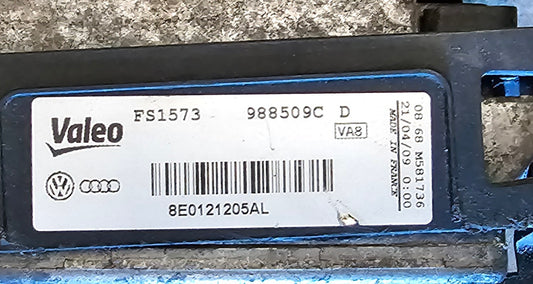 Valeo
FS1573 988509C D
VA8
8E0121205AL
08 68 M581736
21/04/09 0:00
MADE IN FRANCE